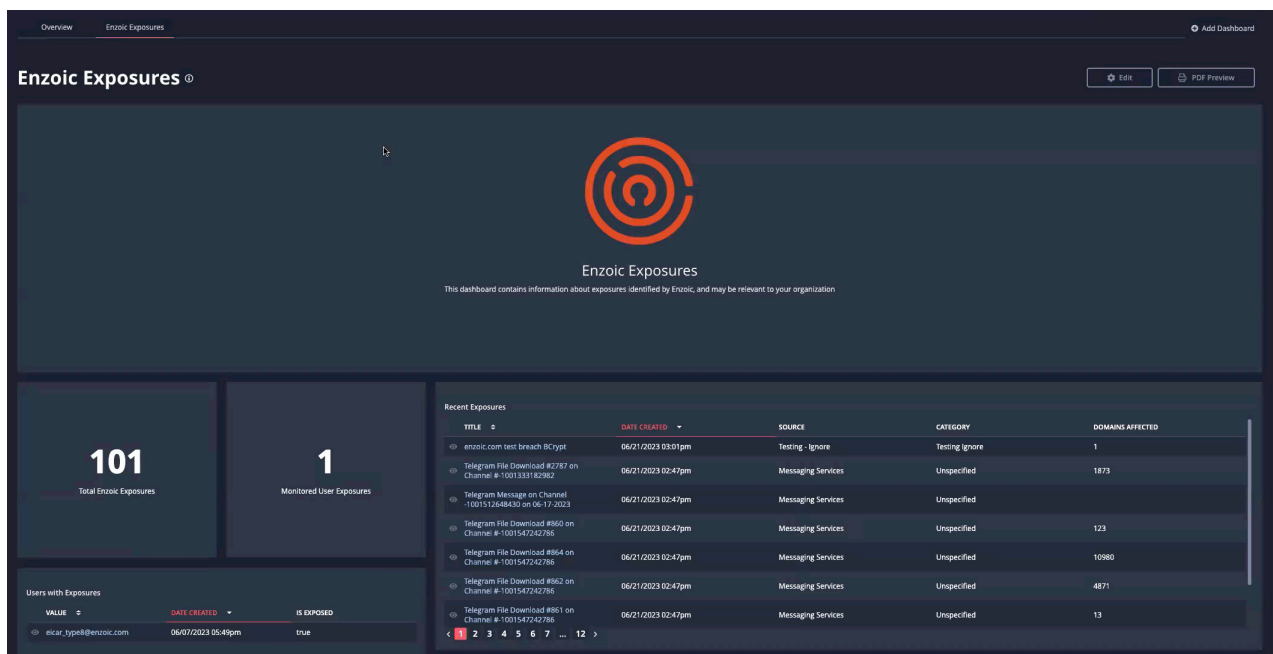 Overview Enzoic Exposures Add Dashboard
Enzoic Exposures
Edit PDF Preview
Enzoic Exposures
This dashboard contains information about exposures identified by Enzoic, and may be relevant to your organization
101
Total Enzoic Exposures
1
Monitored User Exposures
Users with Exposures
VALUE DATE CREATED IS EXPOSED
eicar_type8@enzoic.com 06/07/2023 05:49pm true
Recent Exposures
TITLE DATE CREATED SOURCE CATEGORY DOMAINS AFFECTED
enzoic.com test breach BCrypt 06/21/2023 03:01pm Testing - Ignore Testing Ignore 1
Telegram File Download #2787 on
Channel #-1001333182982 06/21/2023 02:47pm Messaging Services Unspecified 1873
Telegram Message on Channel
-1001512648430 on 06-17-2023 06/21/2023 02:47pm Messaging Services Unspecified
Telegram File Download #860 on
Channel #-1001547242786 06/21/2023 02:47pm Messaging Services Unspecified 123
Telegram File Download #864 on
Channel #-1001547242786 06/21/2023 02:47pm Messaging Services Unspecified 10980
Telegram File Download #862 on
Channel #-1001547242786 06/21/2023 02:47pm Messaging Services Unspecified 4871
Telegram File Download #861 on
Channel #-1001547242786 06/21/2023 02:47pm Messaging Services Unspecified 13
< 1 2 3 4 5 6 7 ... 12 >